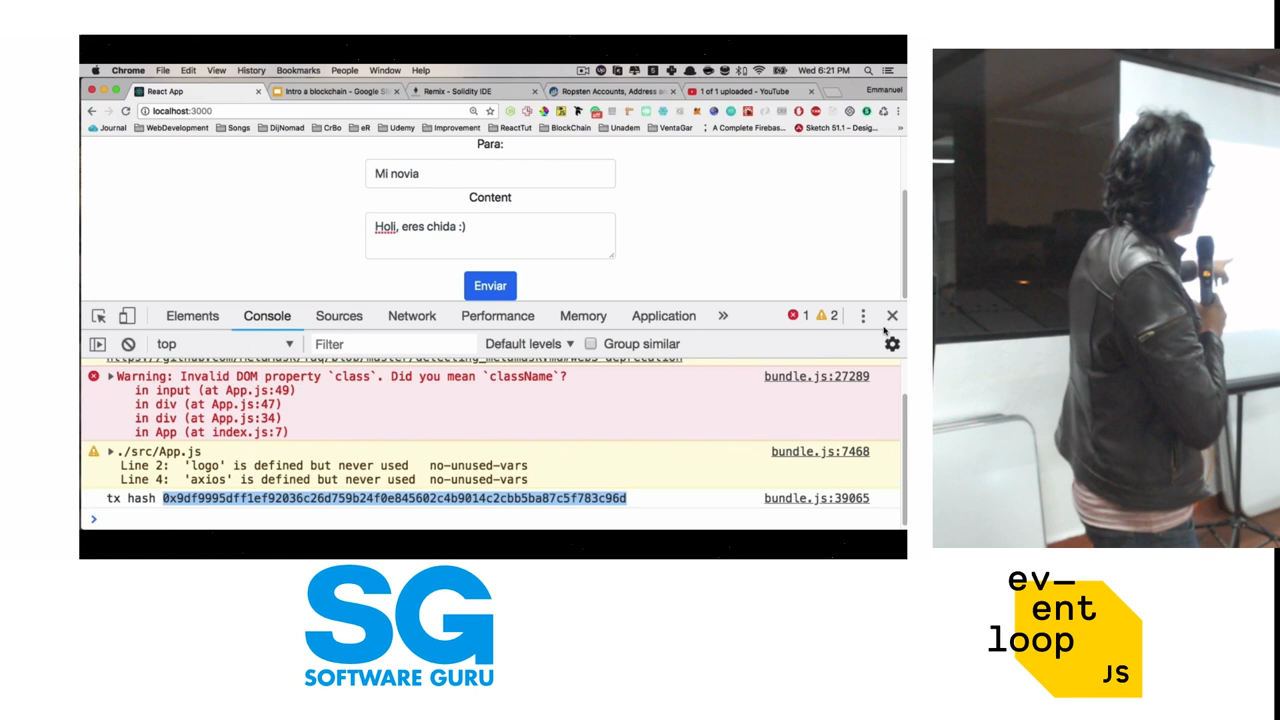 Chrome File Edit View History Bookmarks People Window Help Wed 6:21 PM
React App Intro a blockchain - Google Sli Remix - Solidity IDE Ropsten Accounts, Address a 1 of 1 uploaded - YouTube Emmanuel
localhost:3000
Journal WebDevelopment Songs DijNomad CrBo eR Udemy Improvement ReactTut BlockChain Unadem VentaGar A Complete Firebas... Sketch 51.1 – Desig... »
Para:
Mi novia
Content
Holi, eres chida :)
Enviar
Elements Console Sources Network Performance Memory Application » 1 2
top Filter Default levels Group similar
Warning: Invalid DOM property `class`. Did you mean `className`? bundle.js:27289
in input (at App.js:49)
in div (at App.js:47)
in div (at App.js:34)
in App (at index.js:7)
./src/App.js bundle.js:7468
Line 2: 'logo' is defined but never used no-unused-vars
Line 4: 'axios' is defined but never used no-unused-vars
tx hash 0x9df9995dff1ef92036c26d759b24f0e845602c4b9014c2cbb5ba87c5f783c96d bundle.js:39065
SG
SOFTWARE GURU
ev—
ent
loop
JS